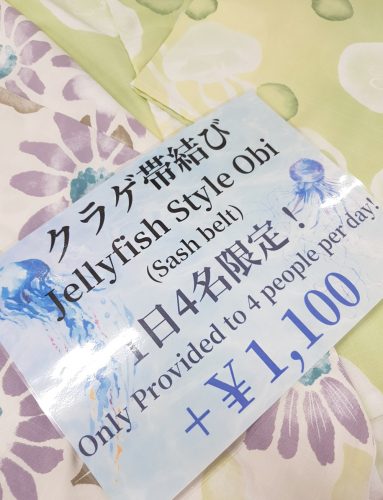 クラゲ帯結び
Jellyfish Style Obi
(Sash belt)
1日4名限定！
Only Provided to 4 people per day!
+¥1,100